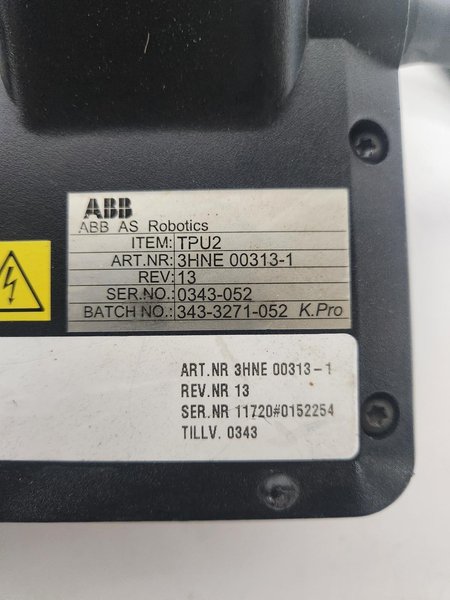 ABB
ABB AS Robotics
ITEM: TPU2
ART.NR: 3HNE 00313-1
REV: 13
SER.NO.: 0343-052
BATCH NO.: 343-3271-052 K.Pro
ART.NR 3HNE 00313-1
REV.NR 13
SER.NR 11720#0152254
TILLV. 0343